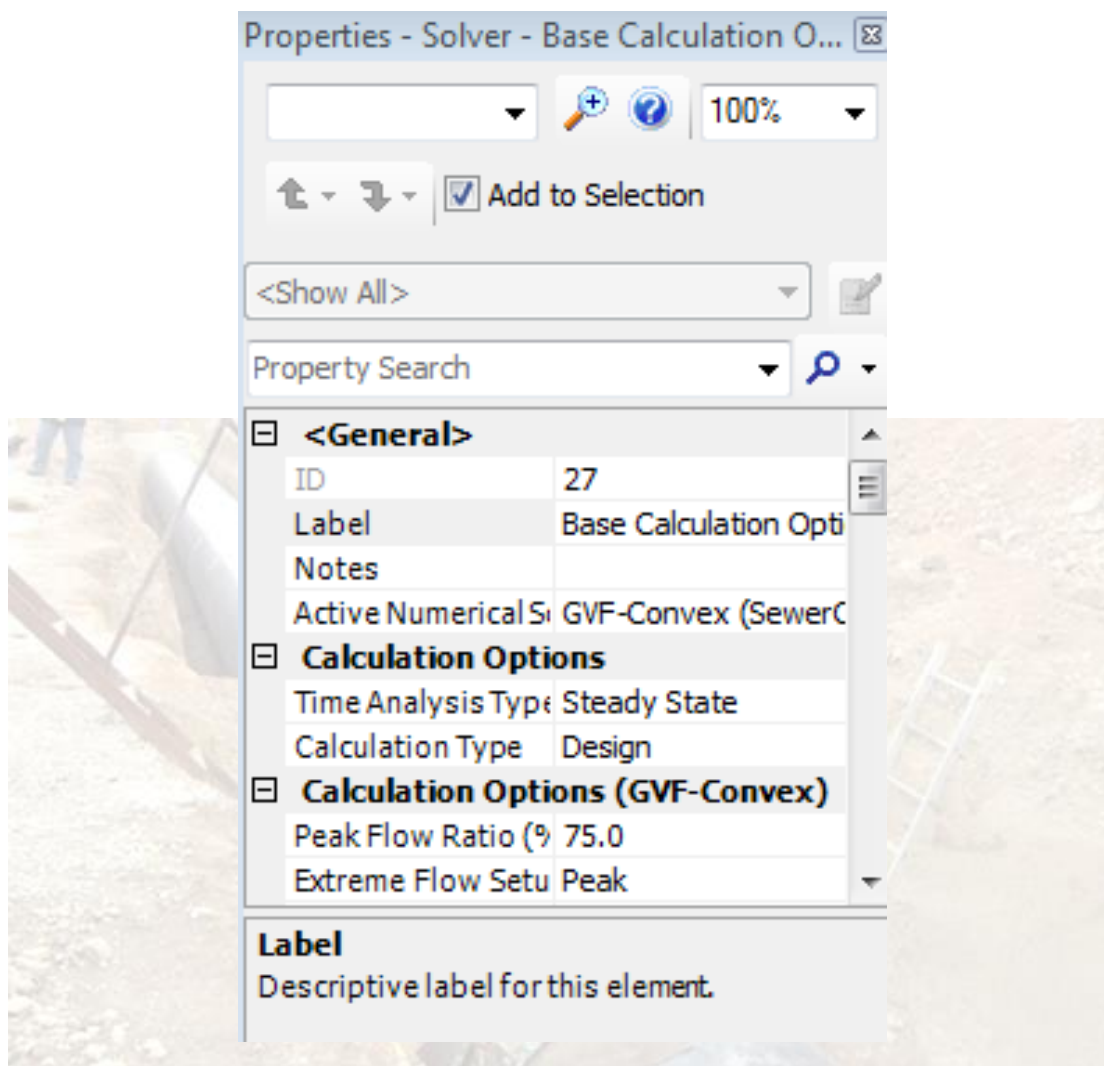 Properties - Solver - Base Calculation O...
100%
Add to Selection
<Show All>
Property Search
<General>
ID 27
Label Base Calculation Opti
Notes
Active Numerical S GVF-Convex (SewerC
Calculation Options
Time Analysis Type Steady State
Calculation Type Design
Calculation Options (GVF-Convex)
Peak Flow Ratio (% 75.0
Extreme Flow Setu Peak
Label
Descriptive label for this element.